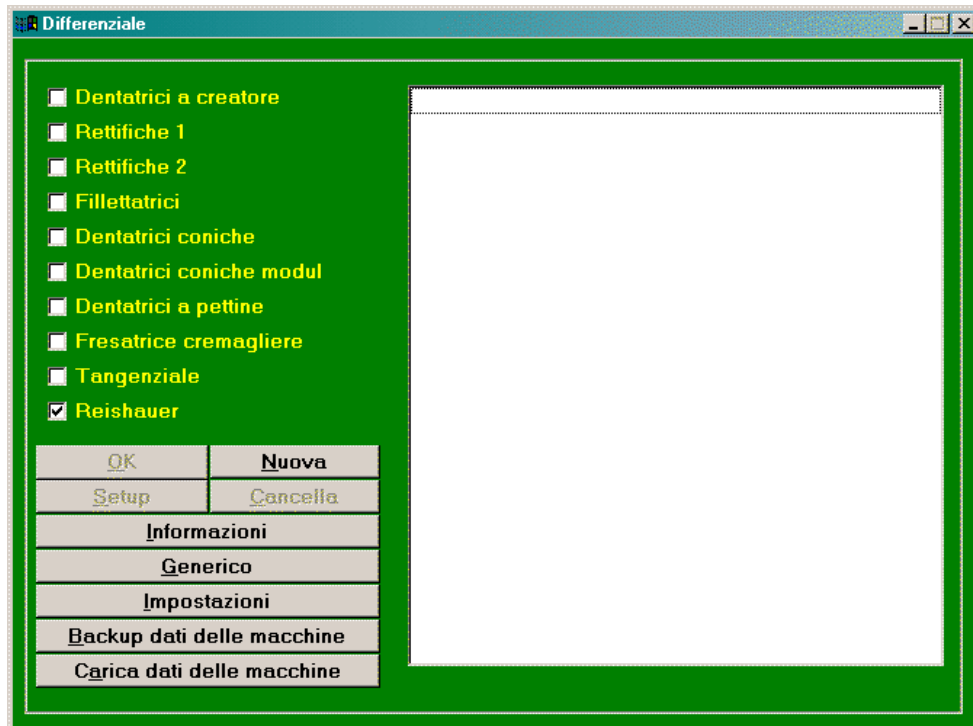 Differenziale
Dentatrici a creatore
Rettifiche 1
Rettifiche 2
Fillettatrici
Dentatrici coniche
Dentatrici coniche modul
Dentatrici a pettine
Fresatrice cremagliere
Tangenziale
Reishauer
OK Nuova
Setup Cancella
Informazioni
Generico
Impostazioni
Backup dati delle macchine
Carica dati delle macchine